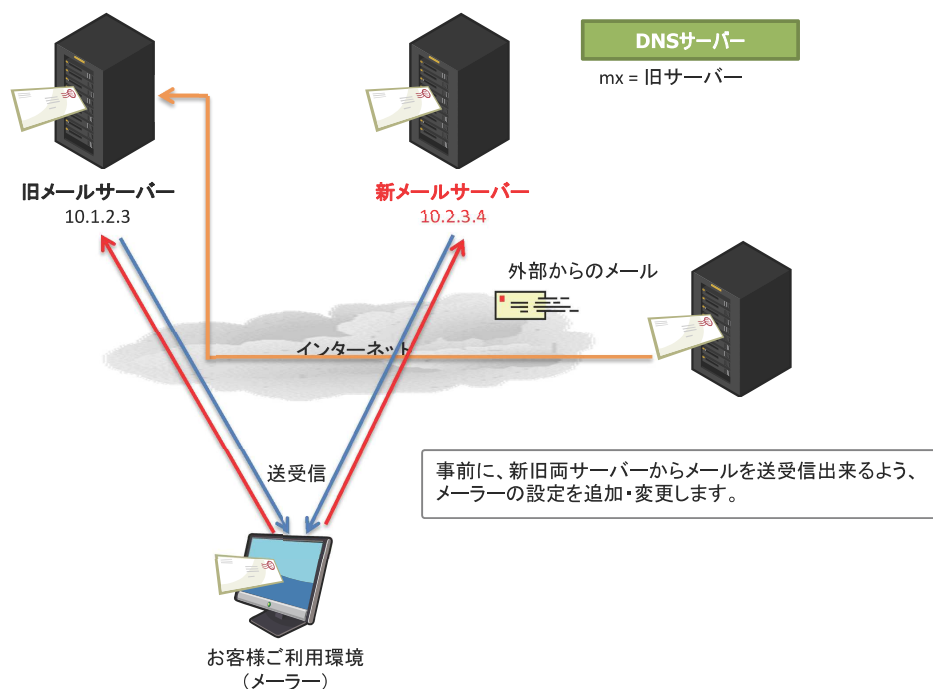 DNSサーバー
mx = 旧サーバー
旧メールサーバー
10.1.2.3
新メールサーバー
10.2.3.4
外部からのメール
インターネット
送受信
事前に、新旧両サーバーからメールを送受信出来るよう、
メーラーの設定を追加・変更します。
お客様ご利用環境
（メーラー）